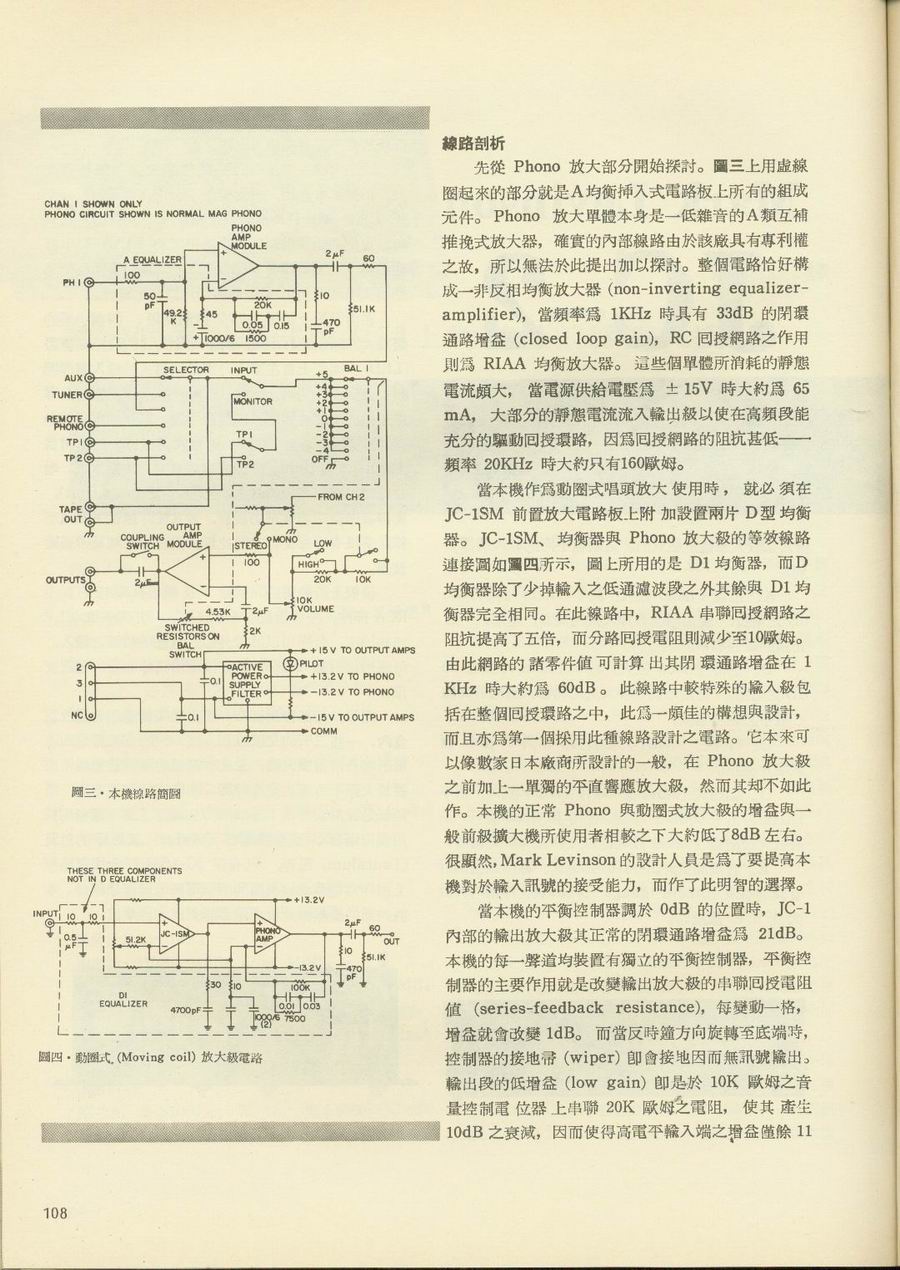 CHAN 1 SHOWN ONLY
PHONO CIRCUIT SHOWN IS NORMAL MAG PHONO
PHONO
AMP
MODULE
A EQUALIZER
2µF
60
PH 1
100
50
pF
49.2
K
45
20K
0.05
0.15
1500
1000/6
10
470
pF
51.1K
AUX
TUNER
REMOTE
PHONO
TP1
TP2
TAPE
OUT
SELECTOR
INPUT
MONITOR
TP1
TP2
BAL 1
+5
+4
+3
+2
+1
0
-1
-2
-3
-4
OFF
FROM CH 2
OUTPUT
AMP
MODULE
COUPLING
SWITCH
STEREO
MONO
LOW
HIGH
100
20K
10K
OUTPUTS
2µF
10K
VOLUME
4.53K
2µF
2K
SWITCHED
RESISTORS ON
BAL
SWITCH
+15V TO OUTPUT AMPS
PILOT
2
3
1
NC
0.1
0.1
ACTIVE
POWER
SUPPLY
FILTER
+13.2V TO PHONO
-13.2V TO PHONO
-15V TO OUTPUT AMPS
COMM
圖三・本機線路簡圖
THESE THREE COMPONENTS
NOT IN D EQUALIZER
+13.2V
INPUT
10
10
0.5
µF
51.2K
JC-1SM
PHONO
AMP
2µF
60
OUT
10
470
pF
51.1K
-13.2V
30
10
100K
0.01
0.03
7500
4700pF
1000/6
(2)
D1
EQUALIZER
圖四・動圈式 (Moving coil) 放大級電路
線路剖析
先從 Phono 放大部分開始探討。圖三上用虛線
圈起來的部分就是A均衡揷入式電路板上所有的組成
元件。 Phono 放大單體本身是一低雜音的A類互補
推挽式放大器，確實的內部線路由於該廠具有專利權
之故，所以無法於此提出加以探討。整個電路恰好構
成一非反相均衡放大器 (non-inverting equalizer-
amplifier)，當頻率爲 1KHz 時具有 33dB 的閉環
通路增益 (closed loop gain)，RC 回授網路之作用
則爲 RIAA 均衡放大器。 這些個單體所消耗的靜態
電流頗大， 當電源供給電壓爲 ± 15V 時大約爲 65
mA， 大部分的靜態電流流入輸出級以使在高頻段能
充分的驅動回授環路，因爲回授網路的阻抗甚低——
頻率 20KHz 時大約只有160歐姆。
當本機作爲動圈式唱頭放大 使用時， 就必 須在
JC-1SM 前置放大電路板上附 加設置兩片 D型 均衡
器。 JC-1SM、 均衡器與 Phono 放大級的等效線路
連接圖如圖四所示，圖上所用的是 D1 均衡器，而D
均衡器除了少掉輸入之低通濾波段之外其餘與 D1 均
衡器完全相同。在此線路中，RIAA 串聯回授網路之
阻抗提高了五倍，而分路回授電阻則減少至10歐姆。
由此網路的 諸零件値 可計算 出其閉 環通路增益在 1
KHz 時大約爲 60dB 。 此線路中較特殊的輸入級包
括在整個回授環路之中，此爲一頗佳的構想與設計，
而且亦爲第一個採用此種線路設計之電路。它本來可
以像數家日本廠商所設計的一般，在 Phono 放大級
之前加上一單獨的平直響應放大級，然而其却不如此
作。本機的正常 Phono 與動圈式放大級的增益與一
般前級擴大機所使用者相較之下大約低了8dB 左右。
很顯然，Mark Levinson 的設計人員是爲了要提高本
機對於輸入訊號的接受能力，而作了此明智的選擇。
當本機的平衡控制器調於 0dB 的位置時，JC-1
內部的輸出放大級其正常的閉環通路增益爲 21dB。
本機的每一聲道均裝置有獨立的平衡控制器，平衡控
制器的主要作用就是改變輸出放大級的串聯回授電阻
値 (series-feedback resistance)，每變動一格，
增益就會改變 1dB。 而當反時鐘方向旋轉至底端時，
控制器的接地帚 (wiper) 卽會接地因而無訊號輸出。
輸出段的低增益 (low gain) 卽是於 10K 歐姆之音
量控制電 位器 上串聯 20K 歐姆之電阻， 使其 產生
10dB 之衰減，因而使得高電平輸入端之增益僅餘 11
108